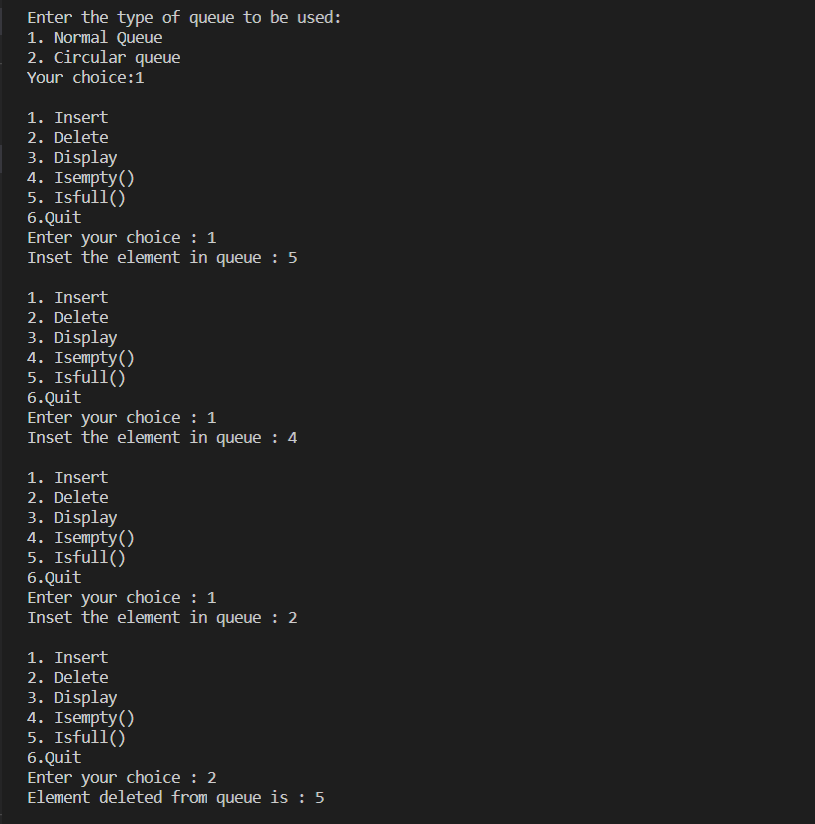 Enter the type of queue to be used:
1. Normal Queue
2. Circular queue
Your choice:1
1. Insert
2. Delete
3. Display
4. Isempty()
5. Isfull()
6.Quit
Enter your choice : 1
Inset the element in queue : 5
1. Insert
2. Delete
3. Display
4. Isempty()
5. Isfull()
6.Quit
Enter your choice : 1
Inset the element in queue : 4
1. Insert
2. Delete
3. Display
4. Isempty()
5. Isfull()
6.Quit
Enter your choice : 1
Inset the element in queue : 2
1. Insert
2. Delete
3. Display
4. Isempty()
5. Isfull()
6.Quit
Enter your choice : 2
Element deleted from queue is : 5